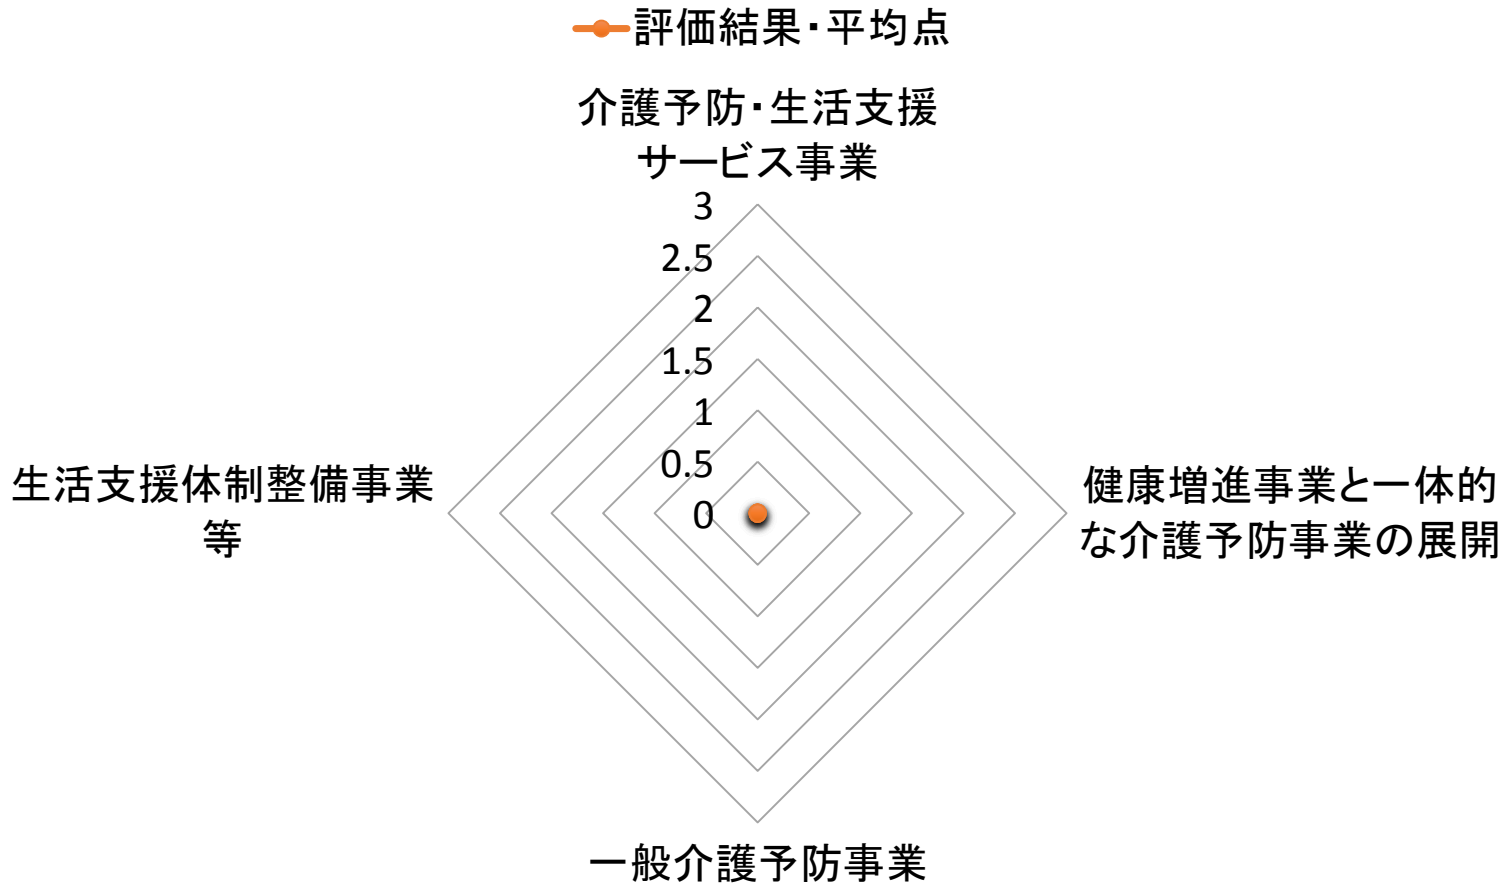 評価結果・平均点
介護予防・生活支援
サービス事業
3
2.5
2
1.5
1
0.5
0
生活支援体制整備事業
等
健康増進事業と一体的
な介護予防事業の展開
一般介護予防事業